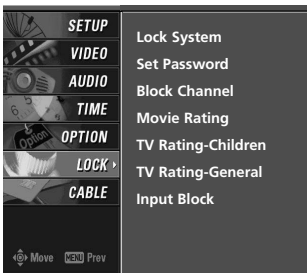 SETUP
VIDEO
AUDIO
TIME
OPTION
LOCK
CABLE
Move MENU Prev
Lock System
Set Password
Block Channel
Movie Rating
TV Rating-Children
TV Rating-General
Input Block